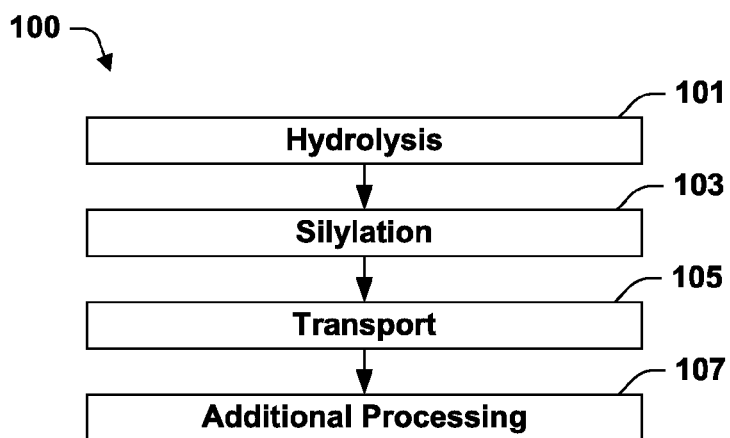 100
101
Hydrolysis
103
Silylation
105
Transport
107
Additional Processing